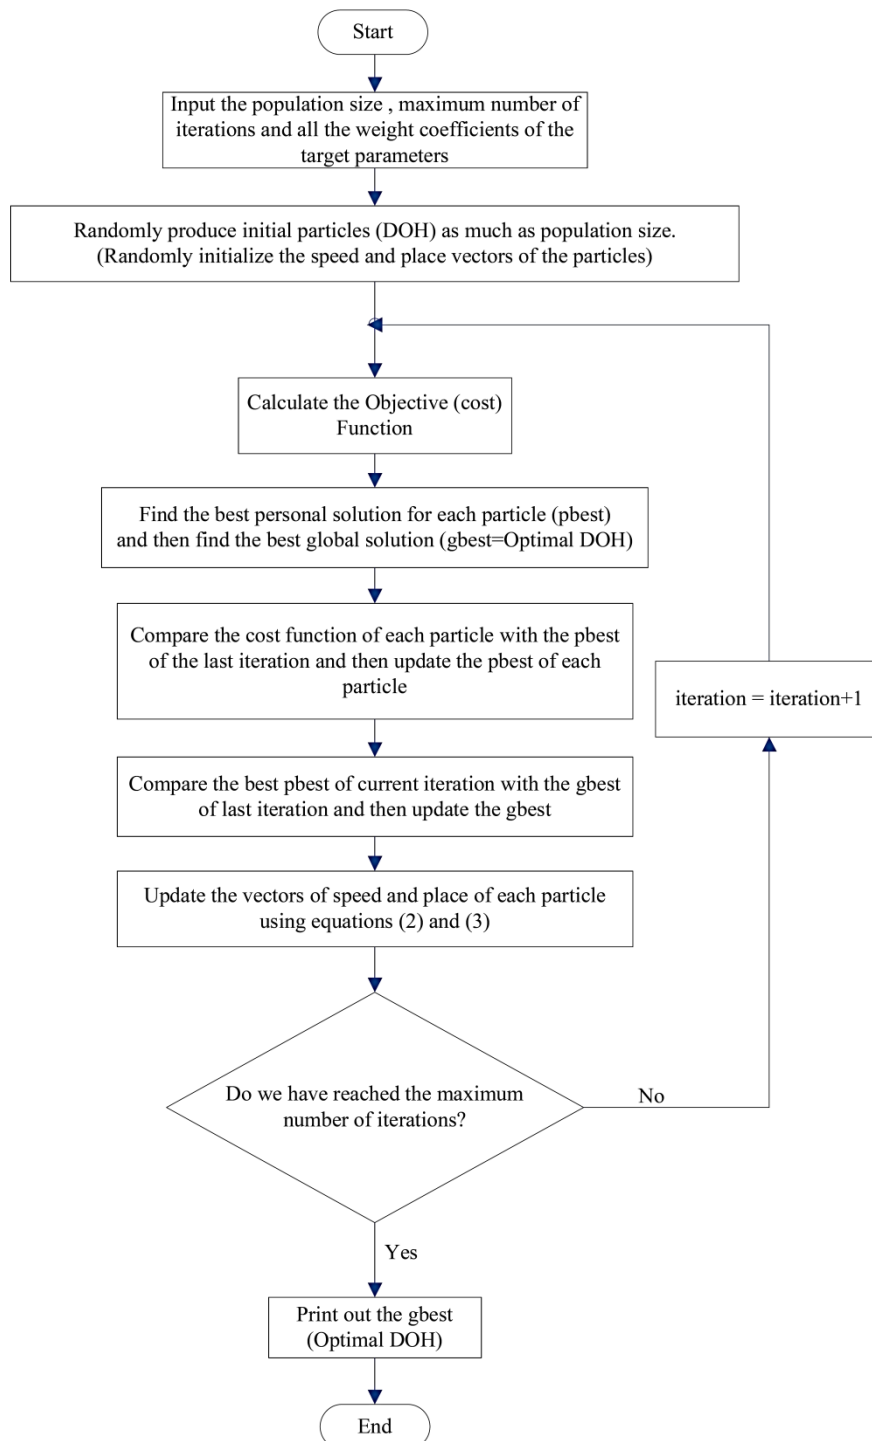 Start
Input the population size , maximum number of
iterations and all the weight coefficients of the
target parameters
Randomly produce initial particles (DOH) as much as population size.
(Randomly initialize the speed and place vectors of the particles)
Calculate the Objective (cost)
Function
Find the best personal solution for each particle (pbest)
and then find the best global solution (gbest=Optimal DOH)
Compare the cost function of each particle with the pbest
of the last iteration and then update the pbest of each
particle
iteration = iteration+1
Compare the best pbest of current iteration with the gbest
of last iteration and then update the gbest
Update the vectors of speed and place of each particle
using equations (2) and (3)
Do we have reached the maximum
number of iterations?
No
Yes
Print out the gbest
(Optimal DOH)
End